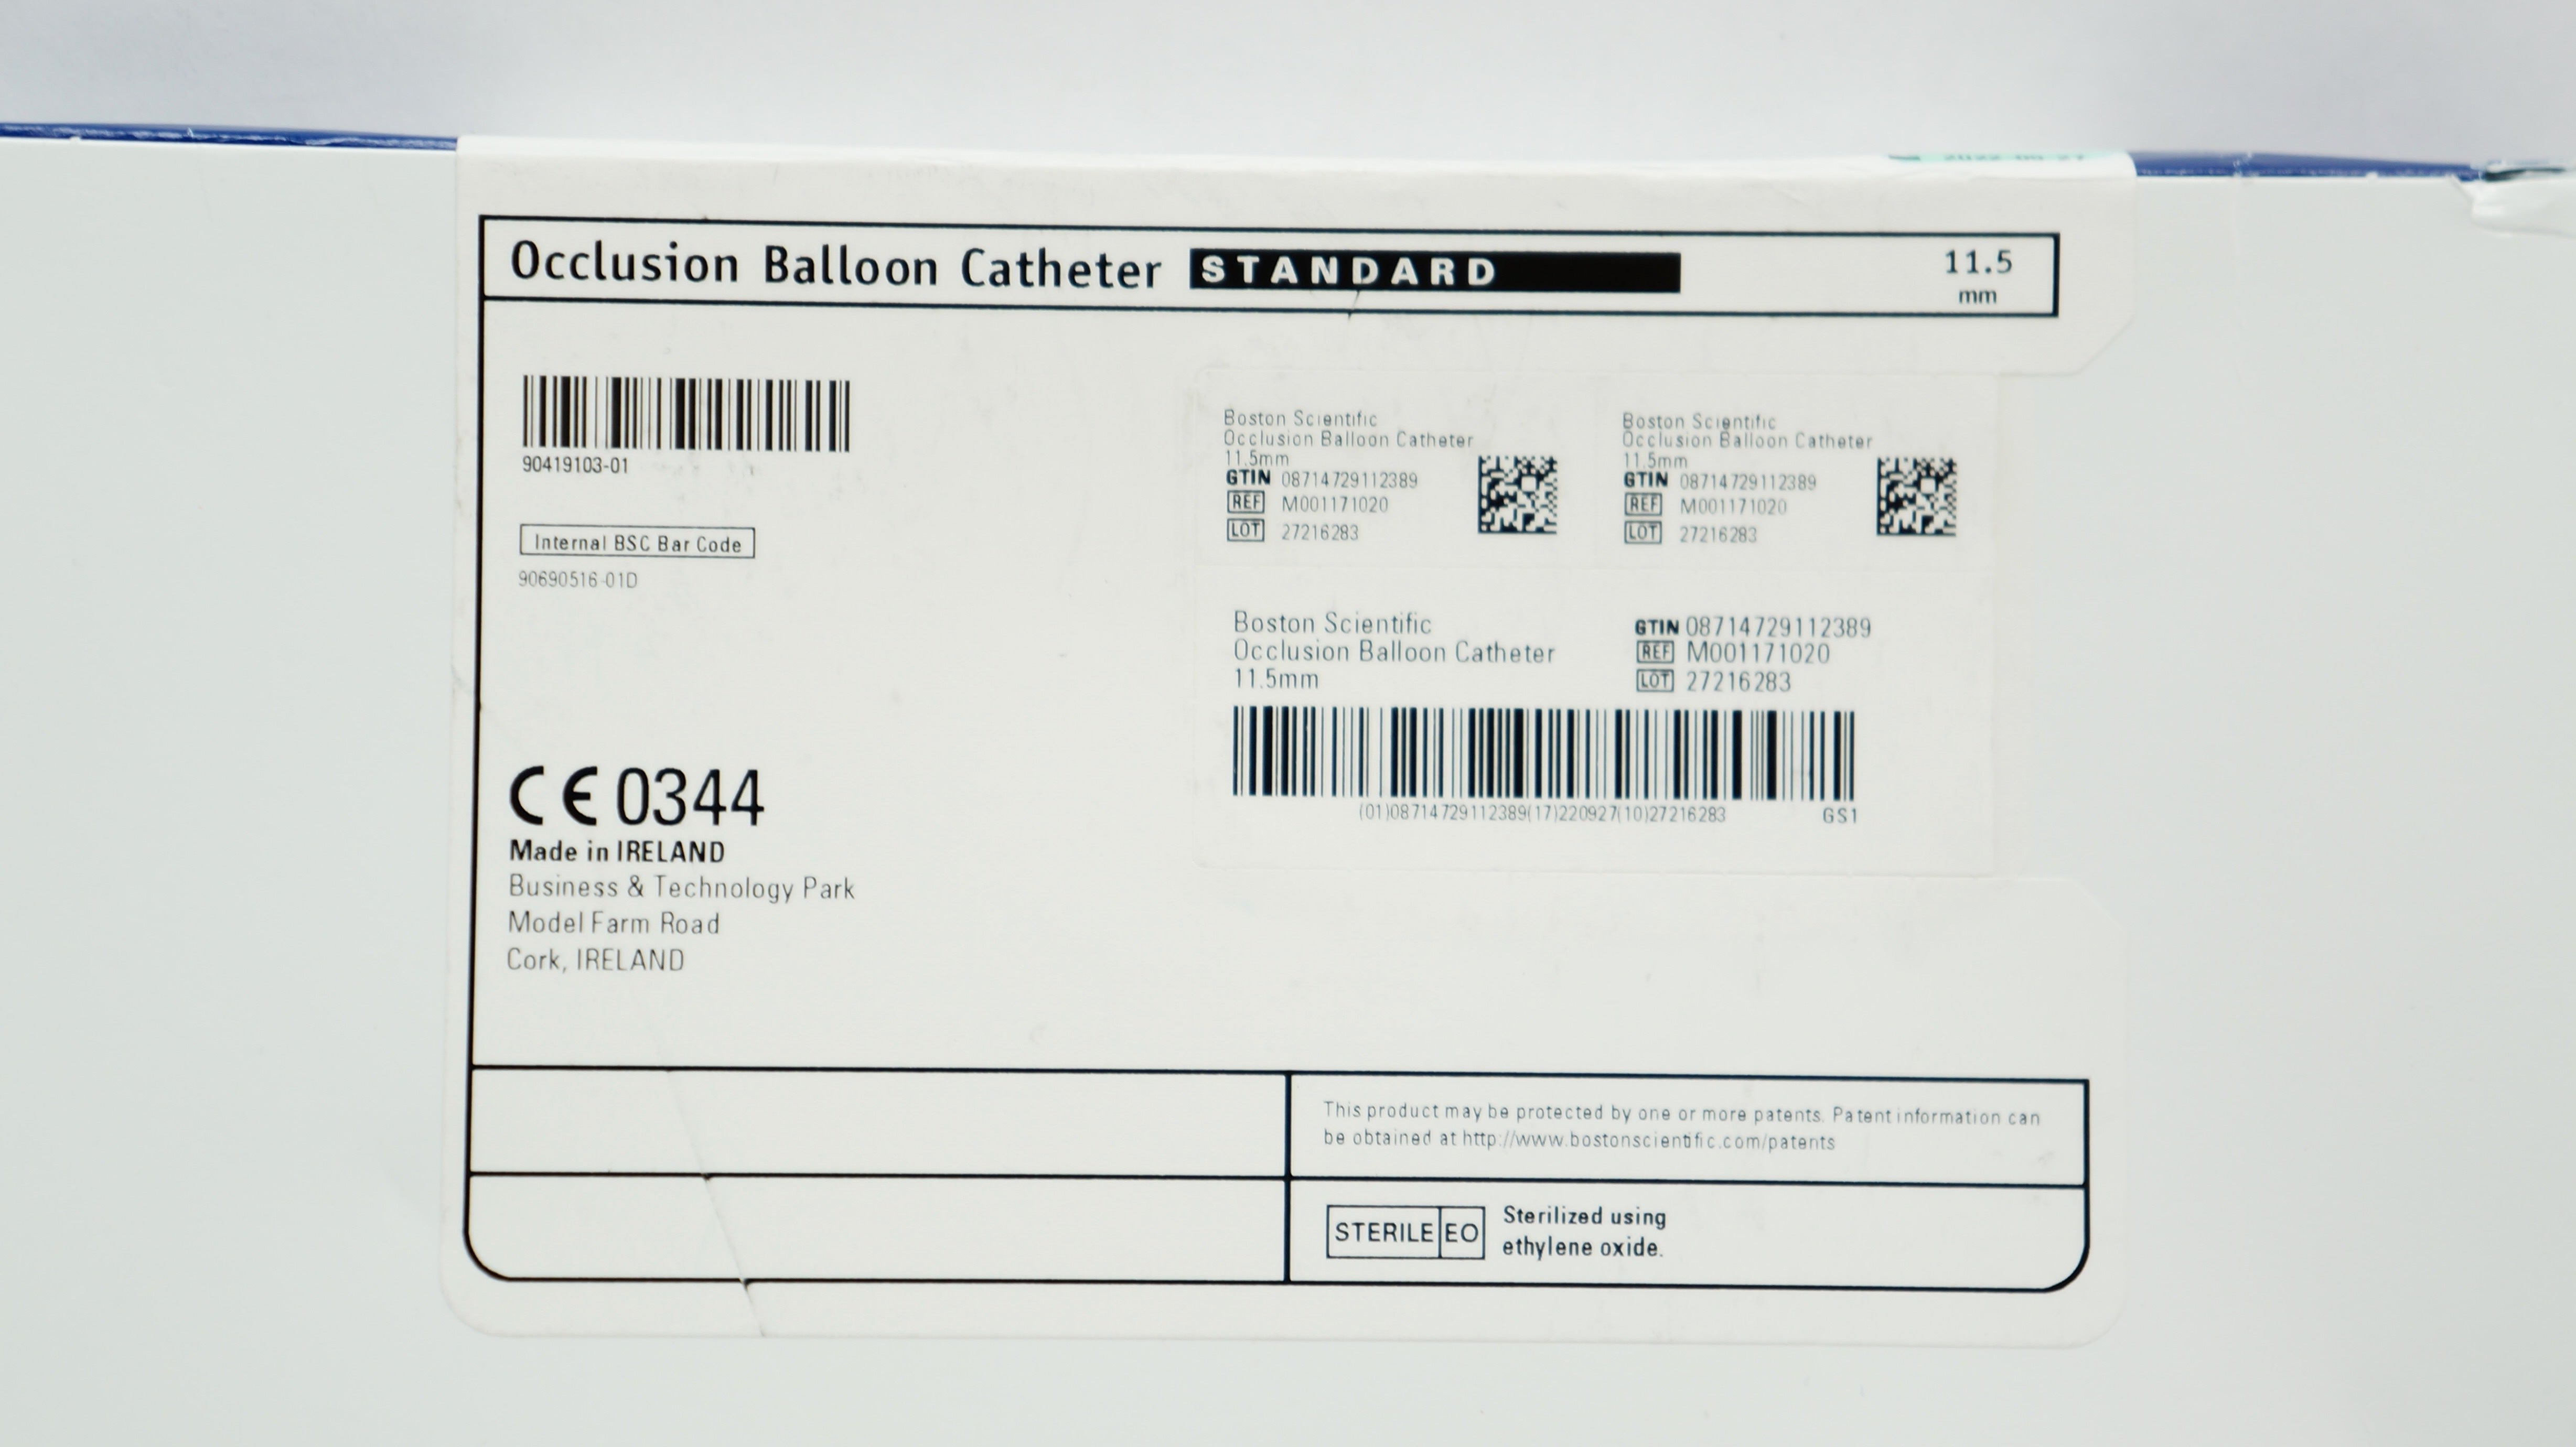 Occlusion Balloon Catheter STANDARD 11.5 mm
90419103-01
Internal BSC Bar Code
90690516-01D
CE 0344
Made in IRELAND
Business & Technology Park
Model Farm Road
Cork, IRELAND
Boston Scientific
Occlusion Balloon Catheter
11.5mm
GTIN 08714729112389
REF M001171020
LOT 27216283
Boston Scientific
Occlusion Balloon Catheter
11.5mm
GTIN 08714729112389
REF M001171020
LOT 27216283
Boston Scientific
Occlusion Balloon Catheter
11.5mm
GTIN 08714729112389
REF M001171020
LOT 27216283
(01)08714729112389(17)220927(10)27216283 GS1
This product may be protected by one or more patents. Patent information can
be obtained at http://www.bostonscientific.com/patents
STERILE EO Sterilized using
ethylene oxide.